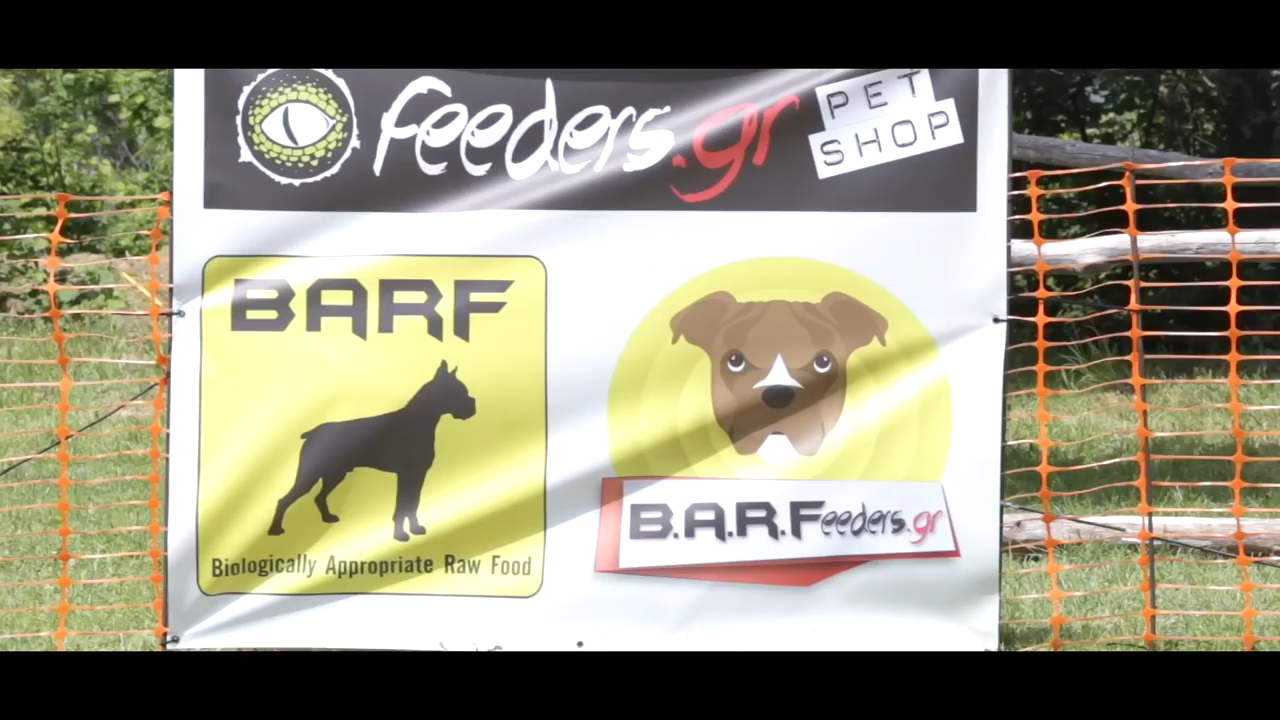 feeders.gr PET SHOP
BARF
Biologically Appropriate Raw Food
B.A.R.Feeders.gr